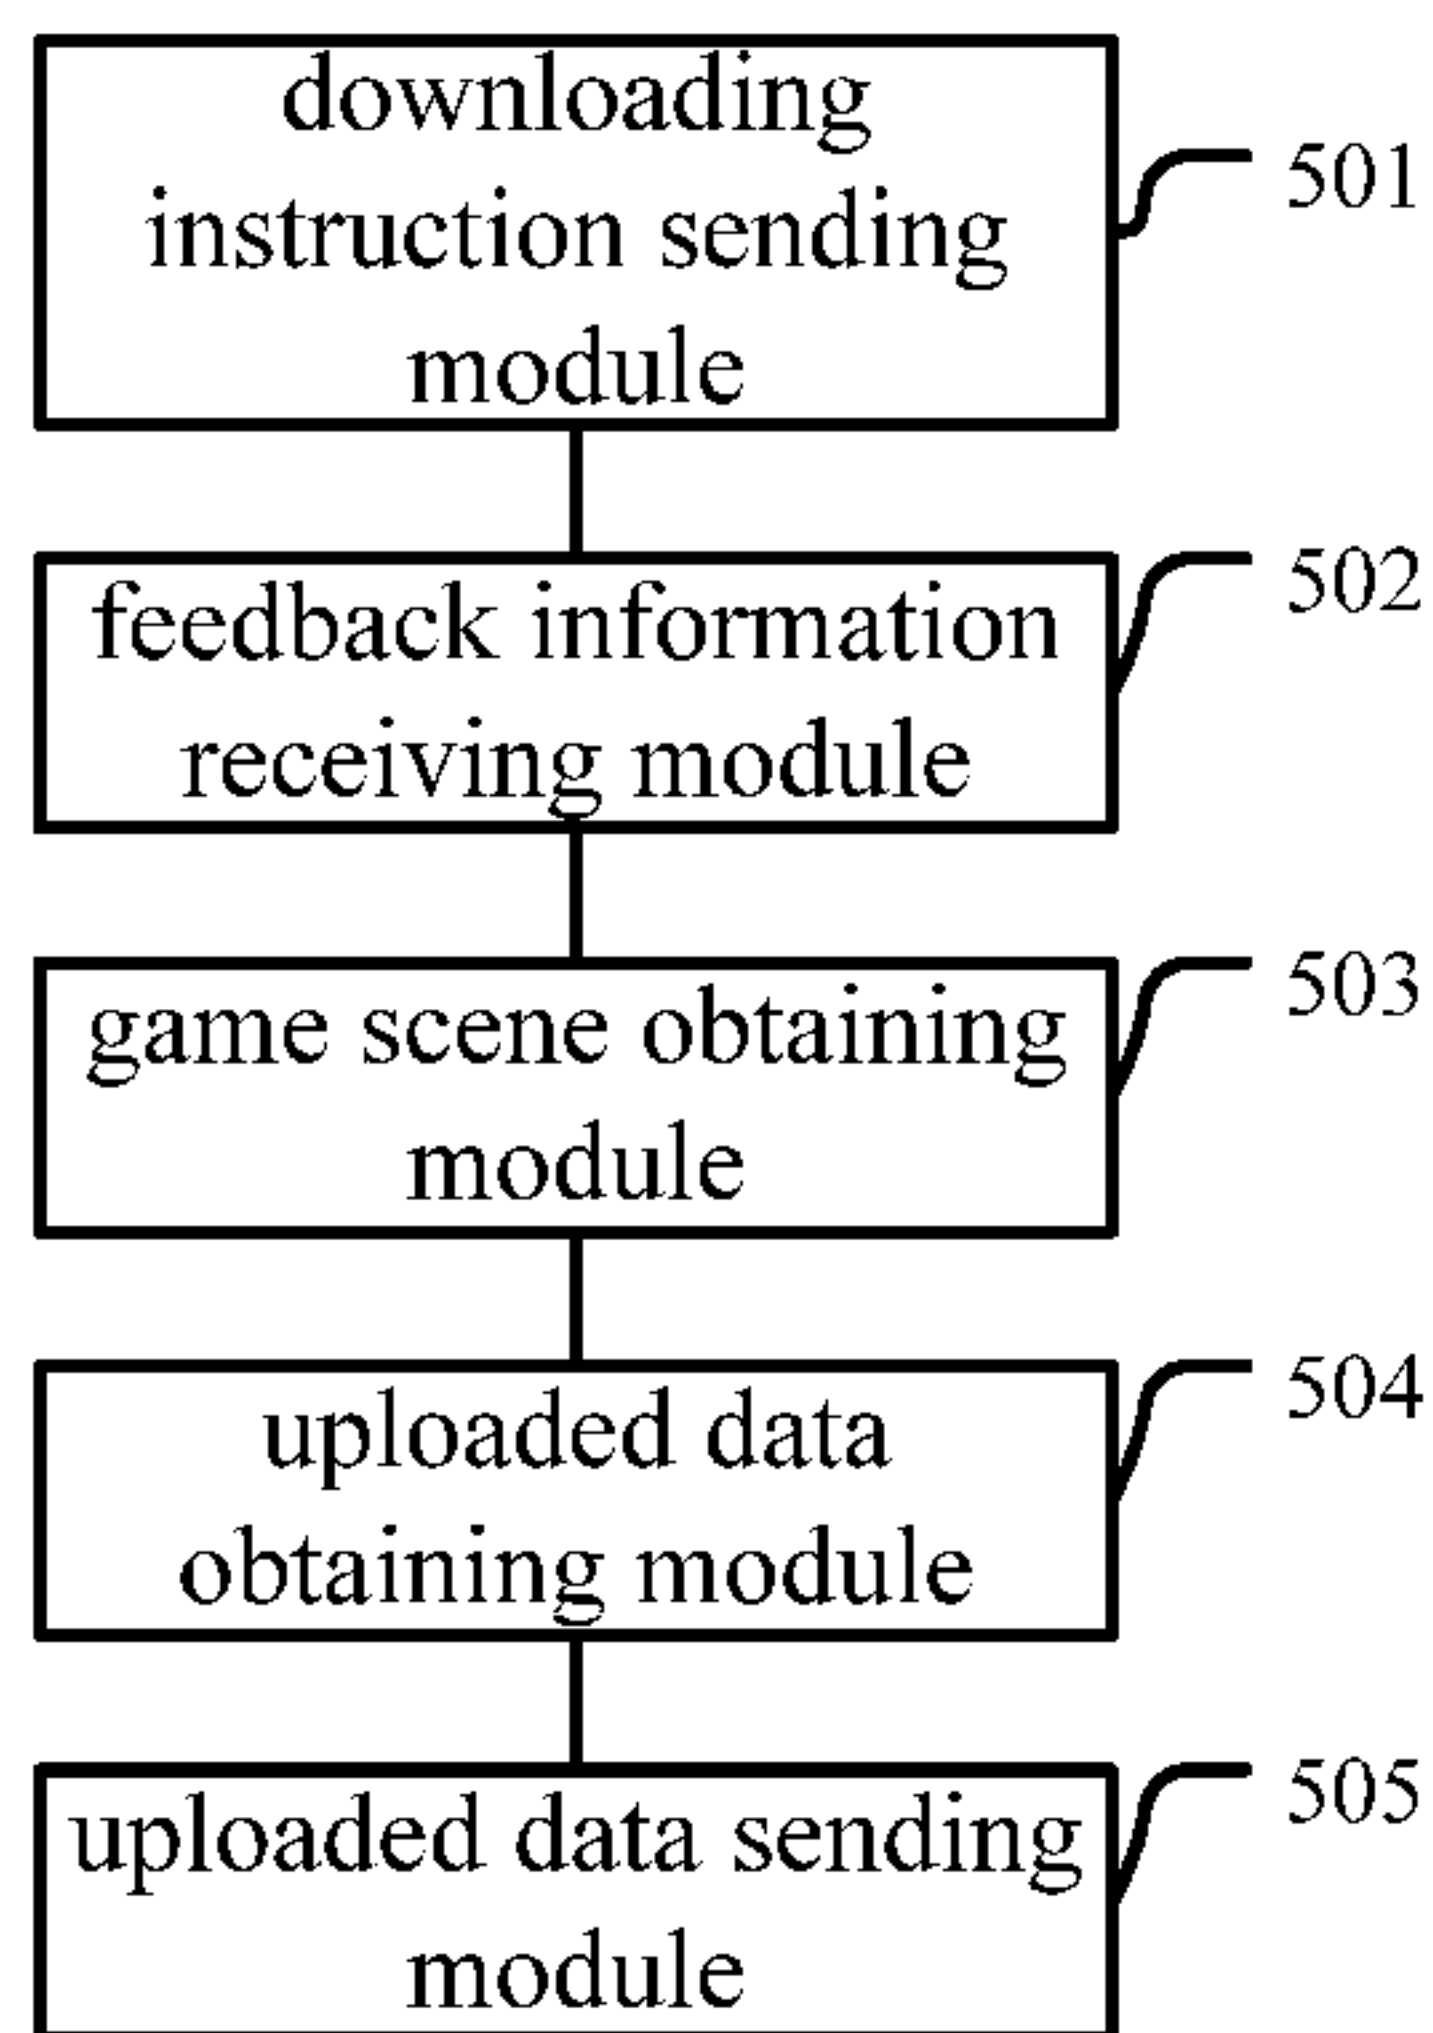 downloading
instruction sending
module
501
feedback information
receiving module
502
game scene obtaining
module
503
uploaded data
obtaining module
504
uploaded data sending
module
505